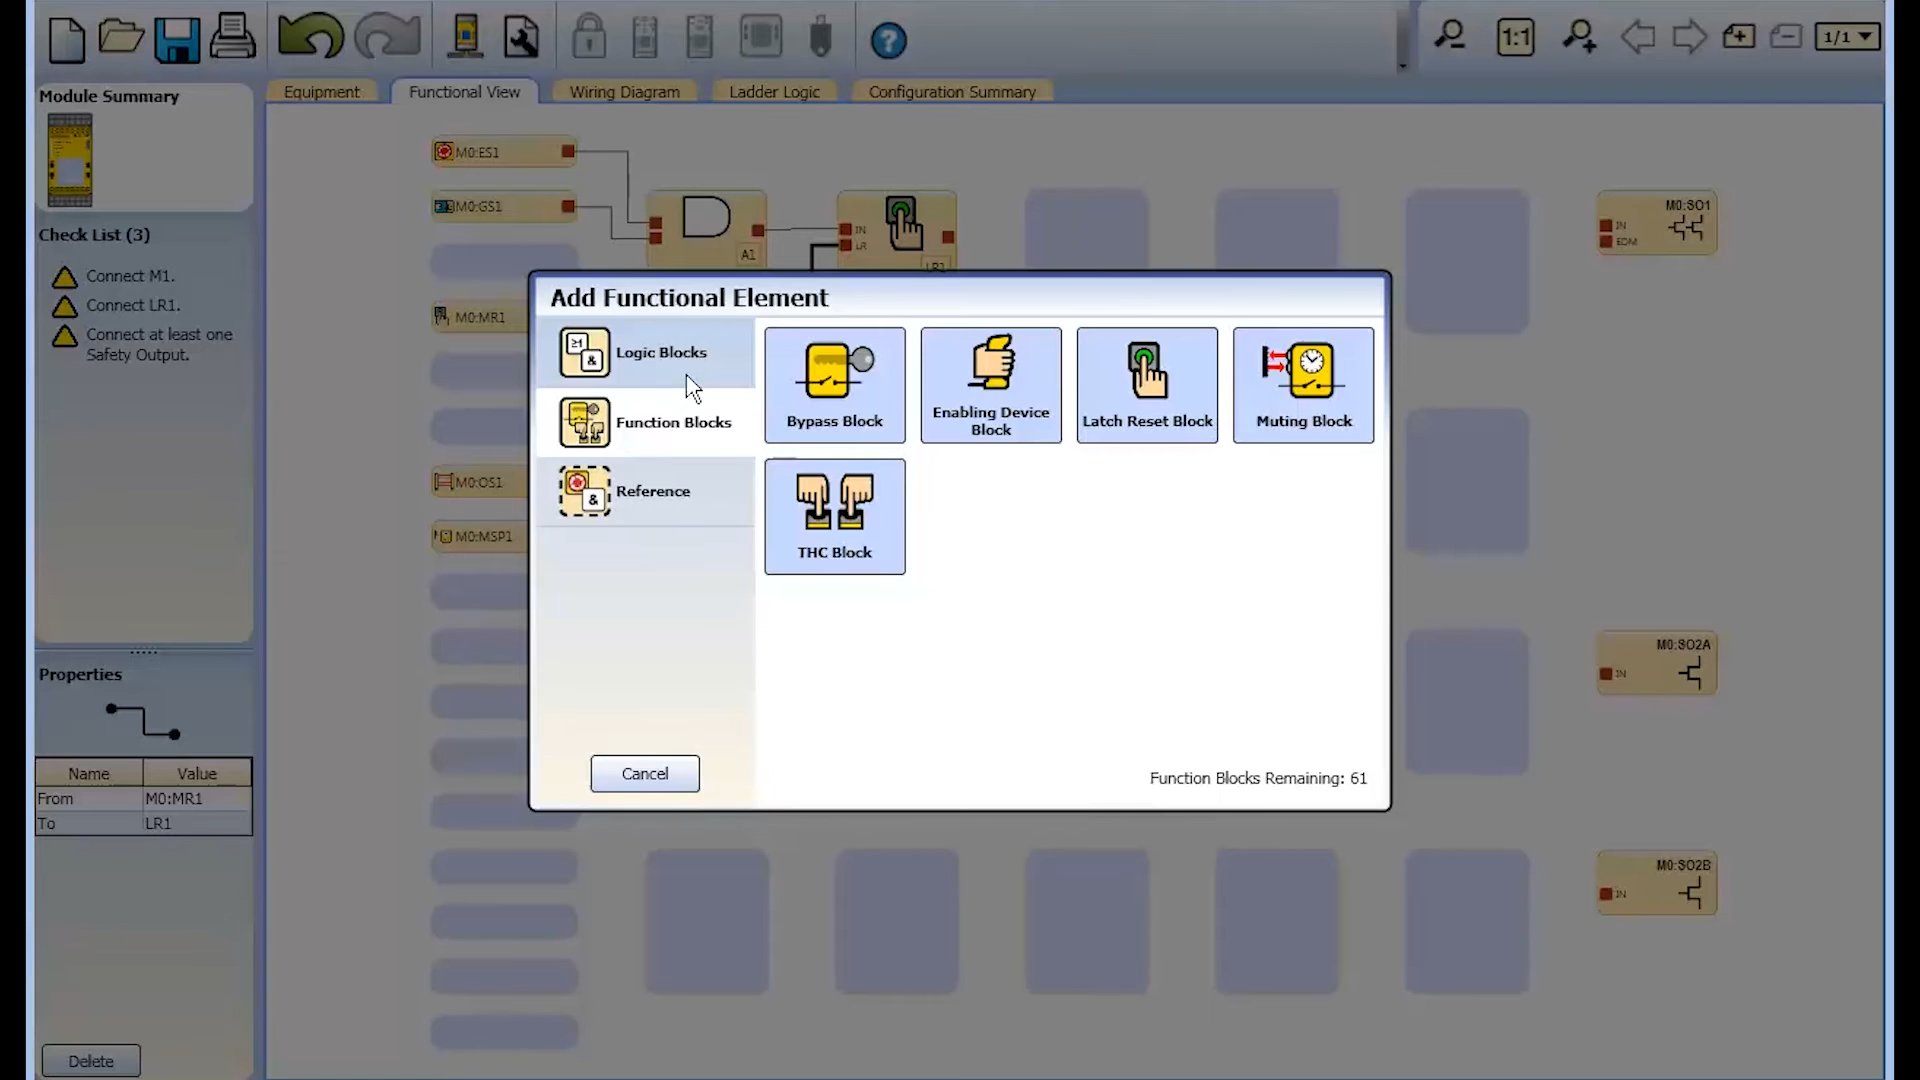 1:1
1/1
Equipment
Functional View
Wiring Diagram
Ladder Logic
Configuration Summary
Module Summary
Check List (3)
Connect M1.
Connect LR1.
Connect at least one
Safety Output.
Properties
Name
Value
From
M0:MR1
To
LR1
Delete
M0:ES1
M0:GS1
M0:MR1
M0:OS1
M0:MSP1
A1
IN
LR
LR1
M0:SO1
IN
EDM
M0:SO2A
IN
M0:SO2B
IN
Add Functional Element
≥1
&
Logic Blocks
Function Blocks
&
Reference
Bypass Block
Enabling Device
Block
Latch Reset Block
Muting Block
THC Block
Cancel
Function Blocks Remaining: 61